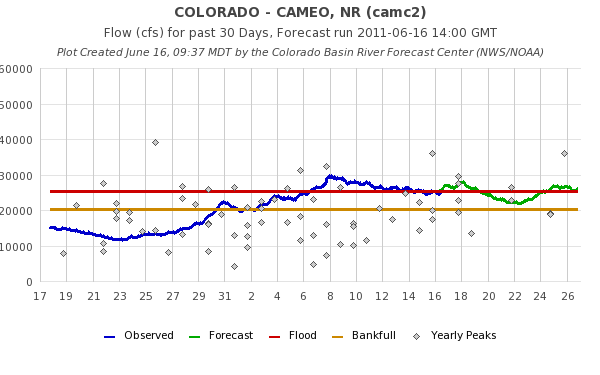 COLORADO - CAMEO, NR (camc2)
Flow (cfs) for past 30 Days, Forecast run 2011-06-16 14:00 GMT
Plot Created June 16, 09:37 MDT by the Colorado Basin River Forecast Center (NWS/NOAA)
60000
50000
40000
30000
20000
10000
0
17 19 21 23 25 27 29 31 2 4 6 8 10 12 14 16 18 20 22 24 26
Observed Forecast Flood Bankfull Yearly Peaks